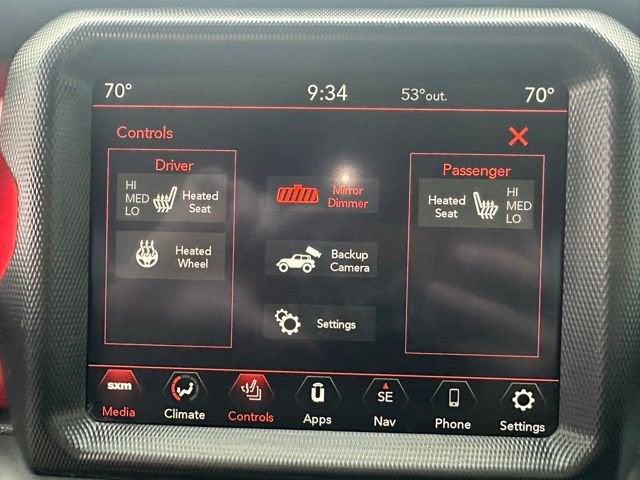 70° 9:34 53°out. 70°
Controls
Driver
HI
MED
LO
Heated
Seat
Heated
Wheel
Mirror
Dimmer
Backup
Camera
Settings
Passenger
Heated
Seat
HI
MED
LO
sxm
Media
Climate
Controls
u
Apps
SE
Nav
Phone
Settings